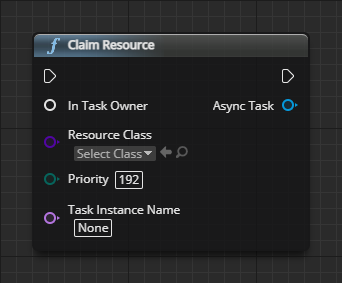 Claim Resource
In Task Owner Async Task
Resource Class
Select Class
Priority 192
Task Instance Name
None